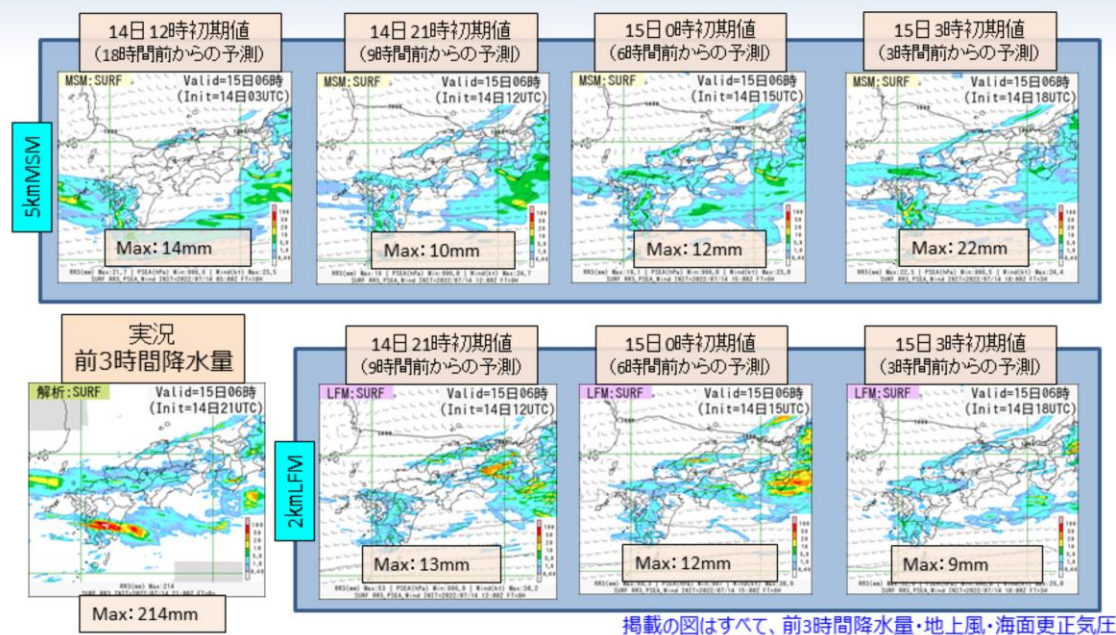 14日12時初期値
(18時間前からの予測)
14日21時初期値
(9時間前からの予測)
15日0時初期値
(6時間前からの予測)
15日3時初期値
(3時間前からの予測)
5kmMSM
MSM:SURF
Valid=15日06時
(Init=14日03UTC)
Max:14mm
MSM:SURF
Valid=15日06時
(Init=14日12UTC)
Max:10mm
MSM:SURF
Valid=15日06時
(Init=14日15UTC)
Max:12mm
MSM:SURF
Valid=15日06時
(Init=14日18UTC)
Max:22mm
実況
前3時間降水量
解析:SURF
Valid=15日06時
(Init=14日21UTC)
Max:214mm
2kmLFM
14日21時初期値
(9時間前からの予測)
15日0時初期値
(6時間前からの予測)
15日3時初期値
(3時間前からの予測)
LFM:SURF
Valid=15日06時
(Init=14日12UTC)
Max:13mm
LFM:SURF
Valid=15日06時
(Init=14日15UTC)
Max:12mm
LFM:SURF
Valid=15日06時
(Init=14日18UTC)
Max:9mm
掲載の図はすべて、前3時間降水量・地上風・海面更正気圧